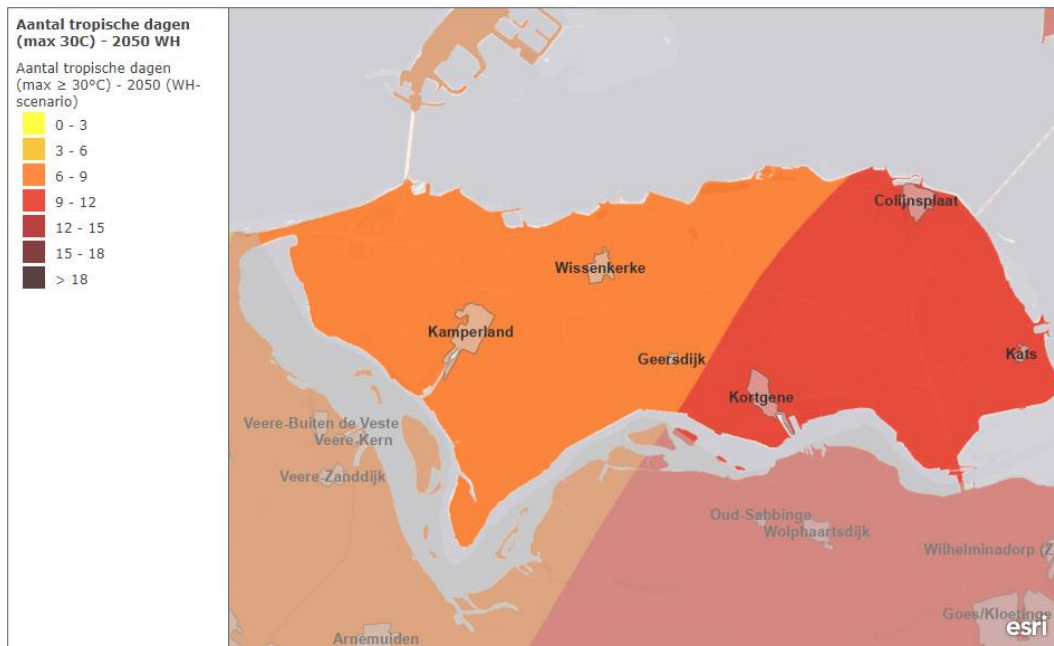 Aantal tropische dagen
(max 30C) - 2050 WH
Aantal tropische dagen
(max ≥ 30°C) - 2050 (WH-
scenario)
0 - 3
3 - 6
6 - 9
9 - 12
12 - 15
15 - 18
> 18
Colijnsplaat
Wissenkerke
Kamperland
Geersdijk
Kats
Kortgene
Veere-Buiten de Veste
Veere-Kern
Veere-Zanddijk
Oud-Sabbinge
Wolphaartsdijk
Wilhelminadorp (Z
Goes/Kloetinge
Arnemuiden
esri